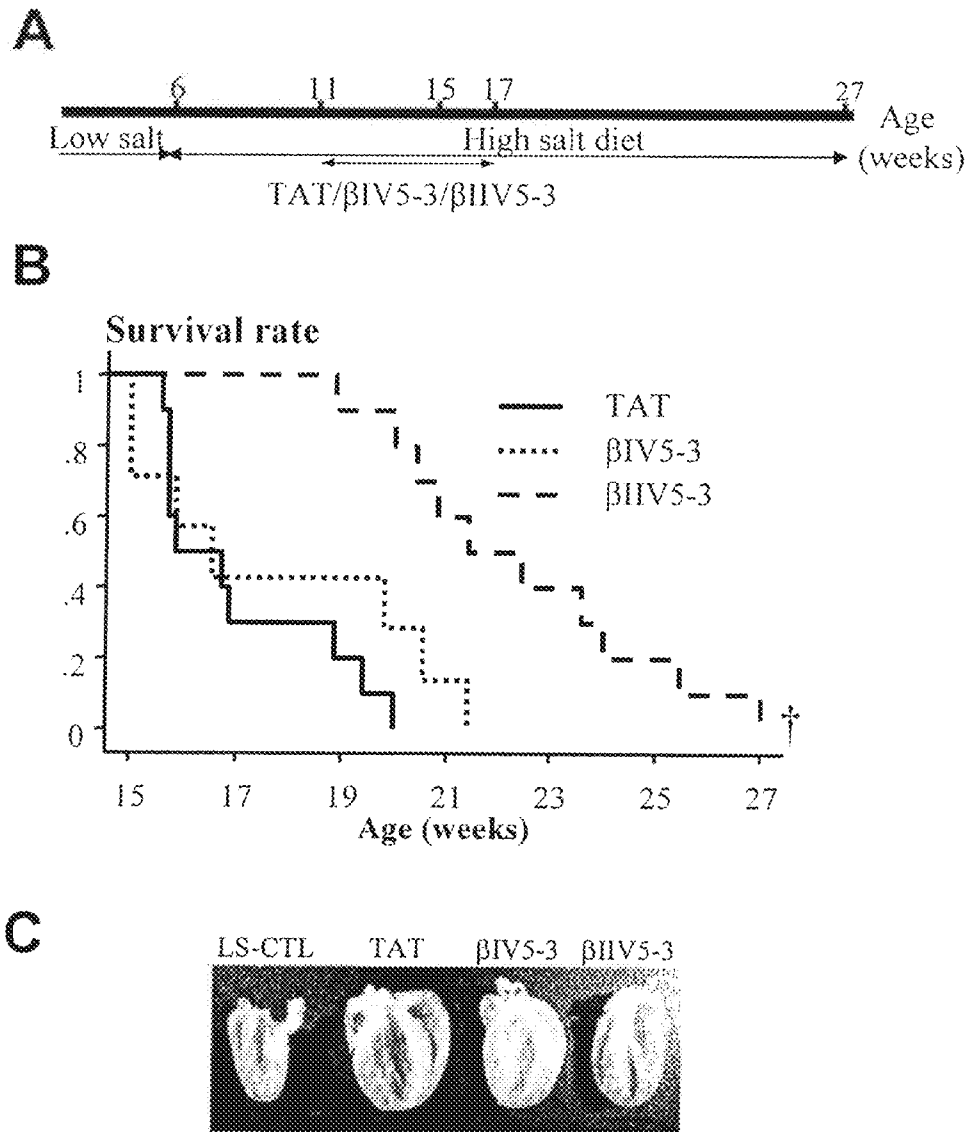 A
6 11 15 17 27
Age
Low salt High salt diet (weeks)
TAT/βIV5-3/βIIV5-3
B
Survival rate
1
.8
.6
.4
.2
0
TAT
βIV5-3
βIIV5-3
†
15 17 19 21 23 25 27
Age (weeks)
C
LS-CTL TAT βIV5-3 βIIV5-3